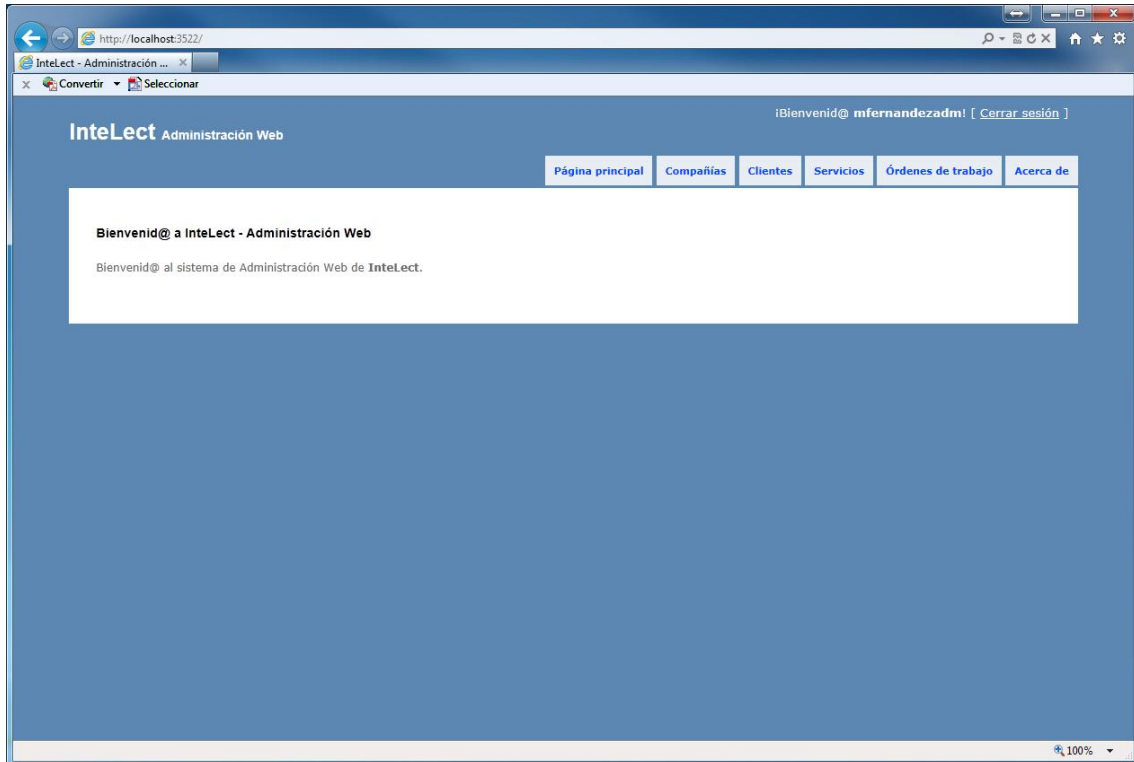 http://localhost:3522/
InteLect - Administración ...
Convertir Seleccionar
¡Bienvenid@ mfernandezadm! [ Cerrar sesión ]
InteLect Administración Web
Página principal Compañías Clientes Servicios Órdenes de trabajo Acerca de
Bienvenid@ a InteLect - Administración Web
Bienvenid@ al sistema de Administración Web de InteLect.
100%